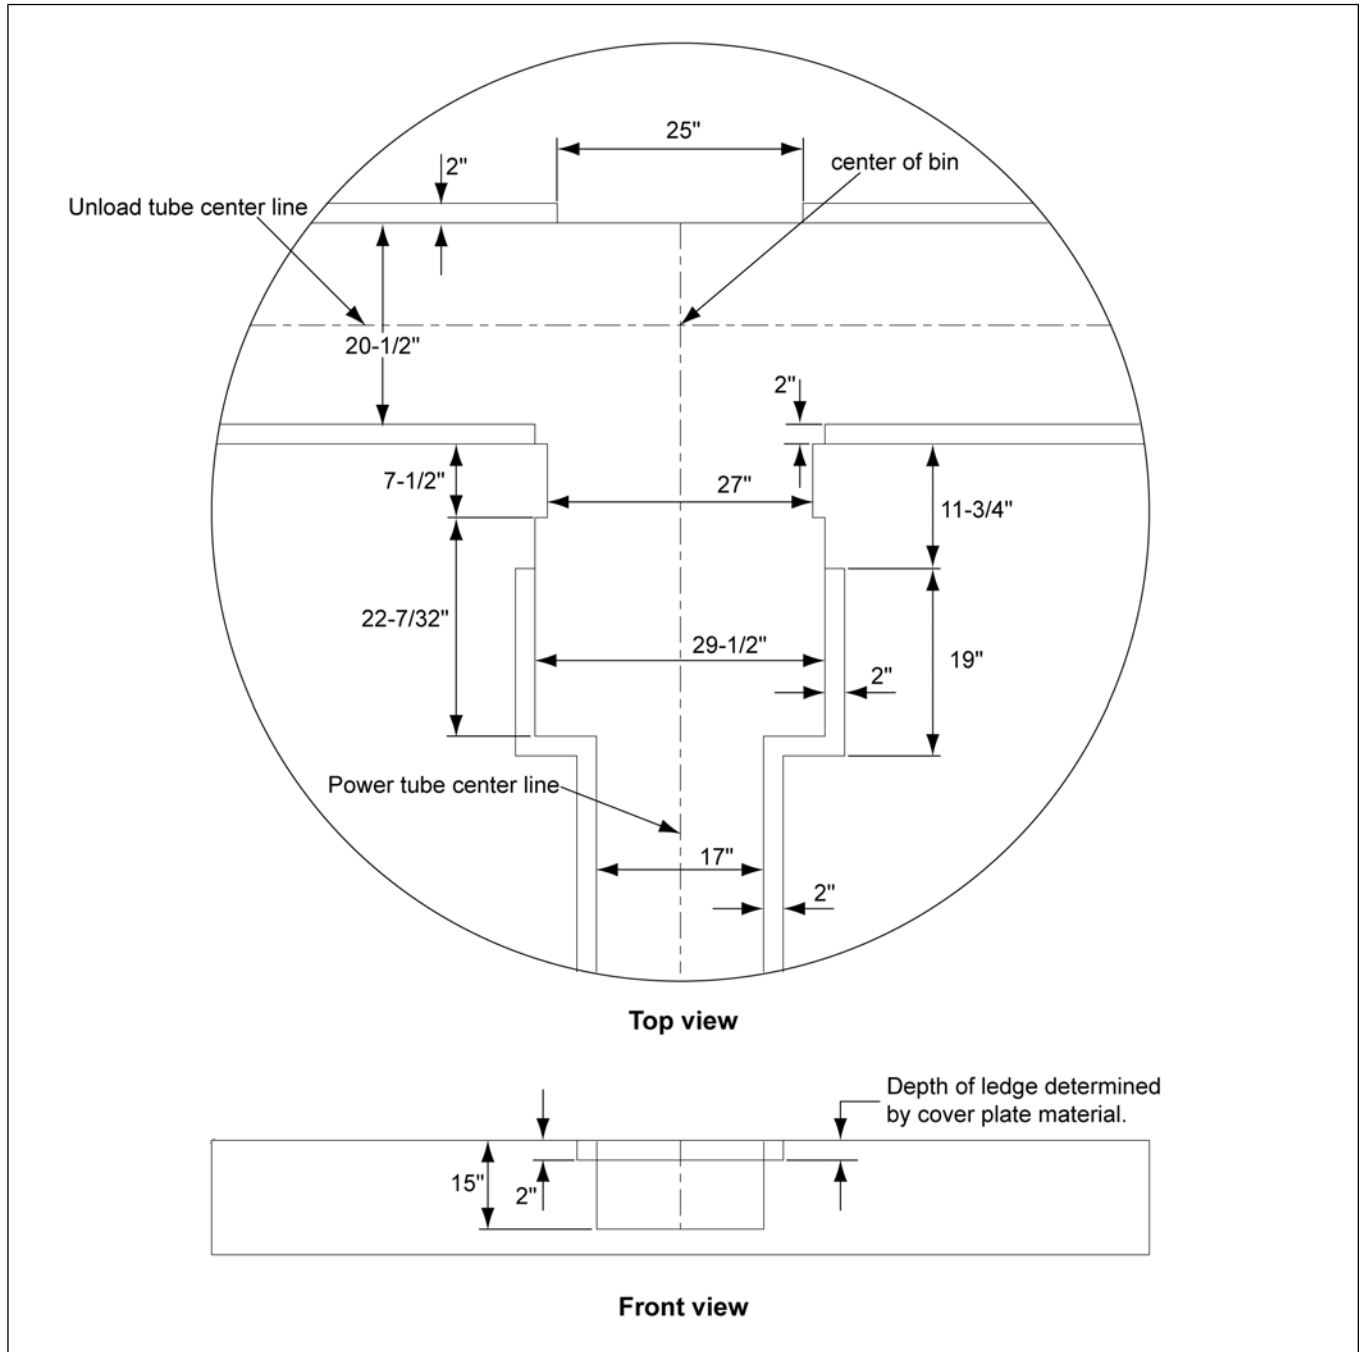 25"
2"
center of bin
Unload tube center line
20-1/2"
2"
7-1/2"
27"
11-3/4"
22-7/32"
29-1/2"
19"
2"
Power tube center line
17"
2"
Top view
Depth of ledge determined
by cover plate material.
15"
2"
Front view